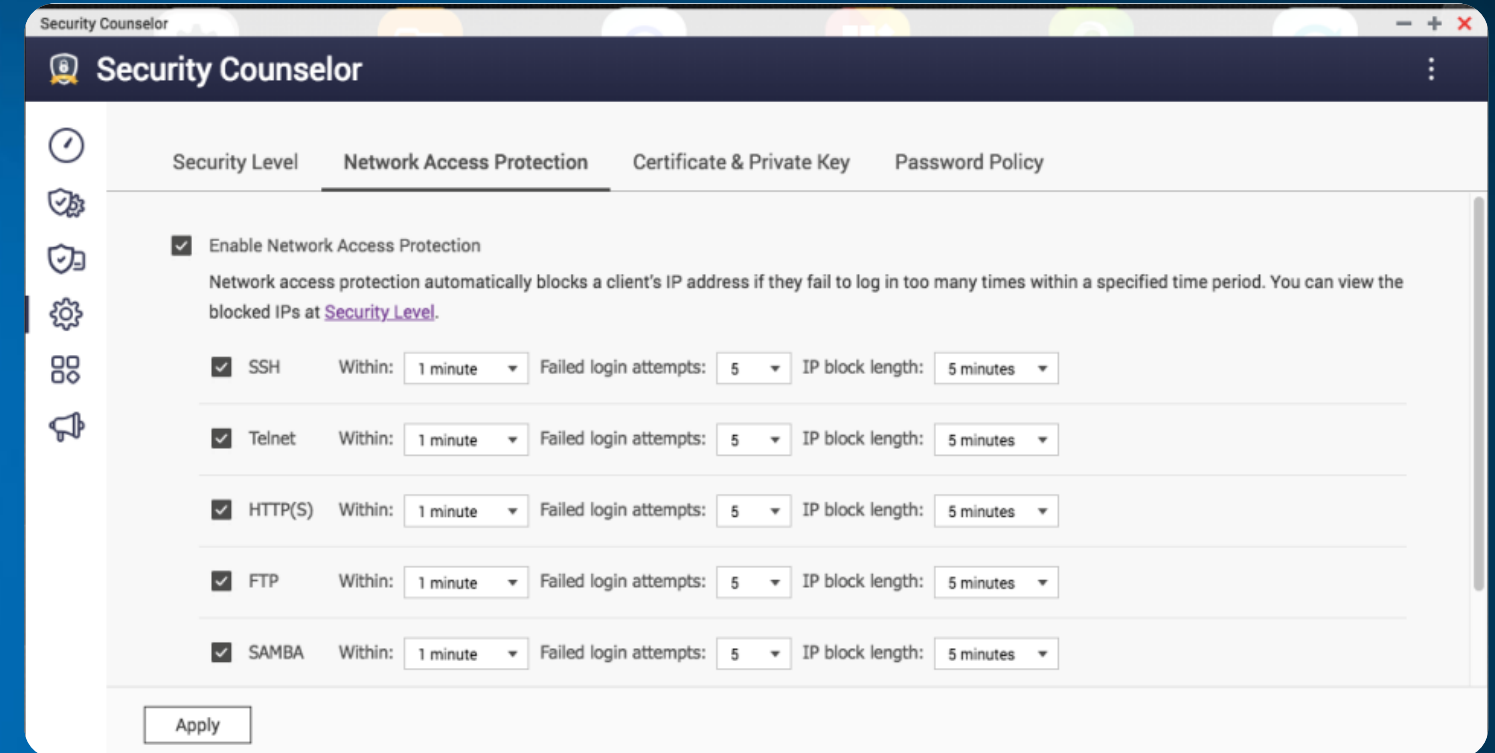 Security Counselor
Security Counselor
Security Level Network Access Protection Certificate & Private Key Password Policy
Enable Network Access Protection
Network access protection automatically blocks a client's IP address if they fail to log in too many times within a specified time period. You can view the
blocked IPs at Security Level.
SSH Within: 1 minute Failed login attempts: 5 IP block length: 5 minutes
Telnet Within: 1 minute Failed login attempts: 5 IP block length: 5 minutes
HTTP(S) Within: 1 minute Failed login attempts: 5 IP block length: 5 minutes
FTP Within: 1 minute Failed login attempts: 5 IP block length: 5 minutes
SAMBA Within: 1 minute Failed login attempts: 5 IP block length: 5 minutes
Apply